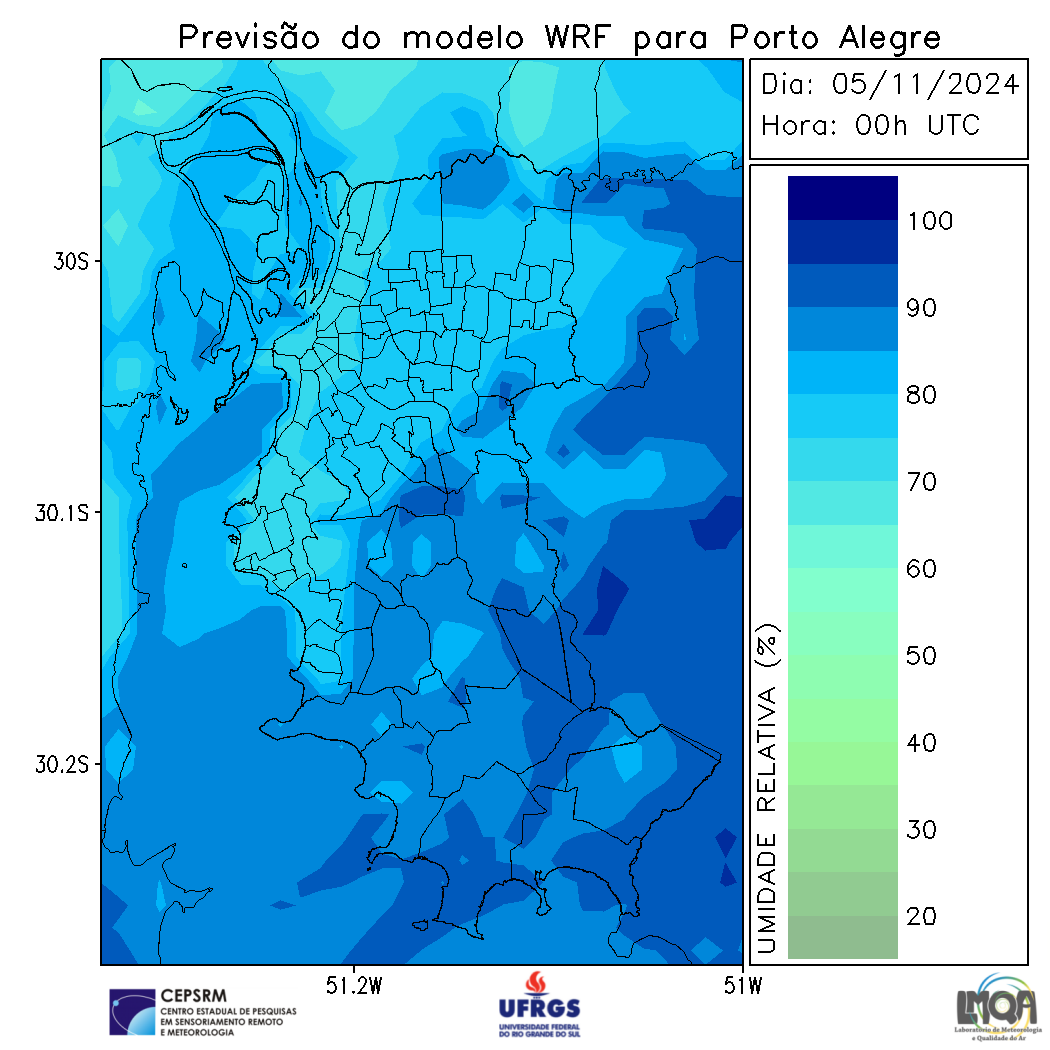 Previsão do modelo WRF para Porto Alegre
Dia: 05/11/2024
Hora: 00h UTC
30S
30.1S
30.2S
51.2W
51W
UMIDADE RELATIVA (%)
100
90
80
70
60
50
40
30
20
CEPSRM
CENTRO ESTADUAL DE PESQUISAS
EM SENSORIAMENTO REMOTO
E METEOROLOGIA
UFRGS
UNIVERSIDADE FEDERAL
DO RIO GRANDE DO SUL
LMQA
Laboratório de Meteorologia
e Qualidade do Ar